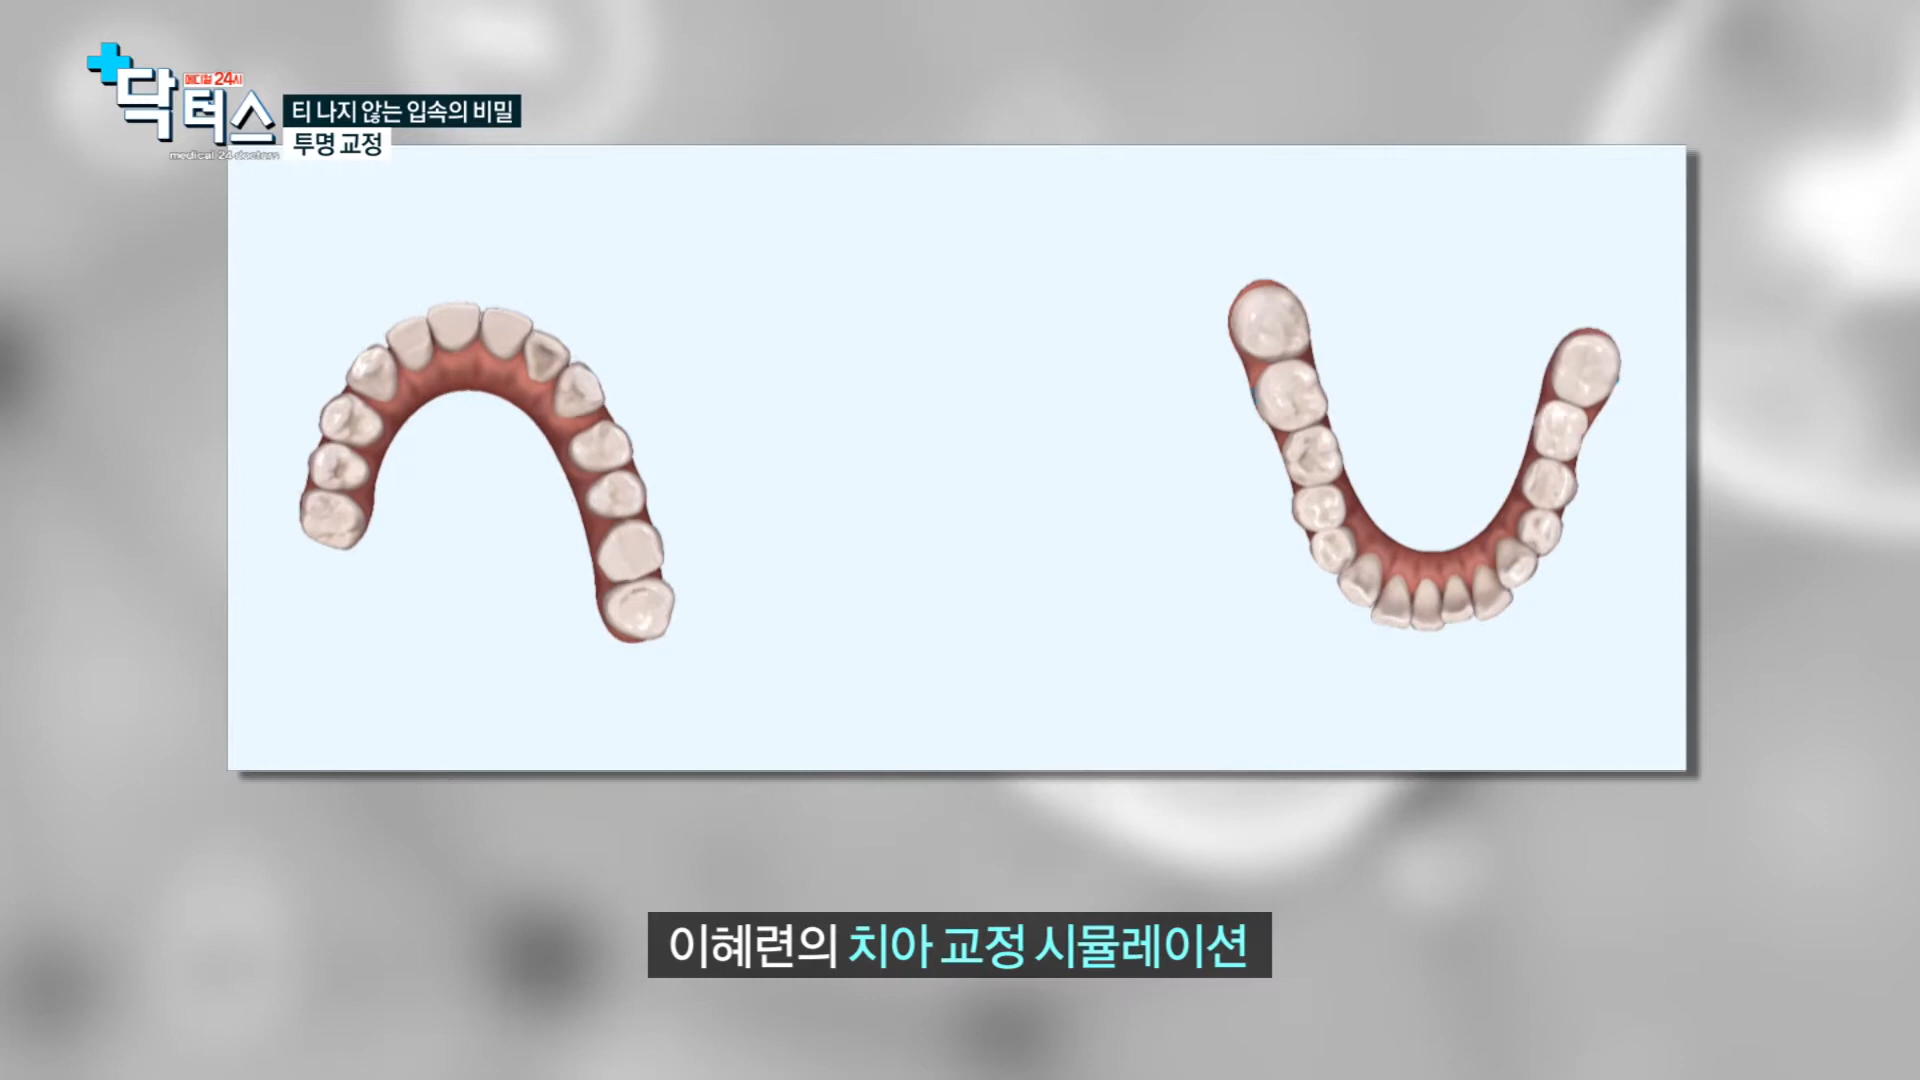 메디컬 24시
닥터스
medical 24 doctors
티 나지 않는 입속의 비밀
투명 교정
이혜련의 치아 교정 시뮬레이션